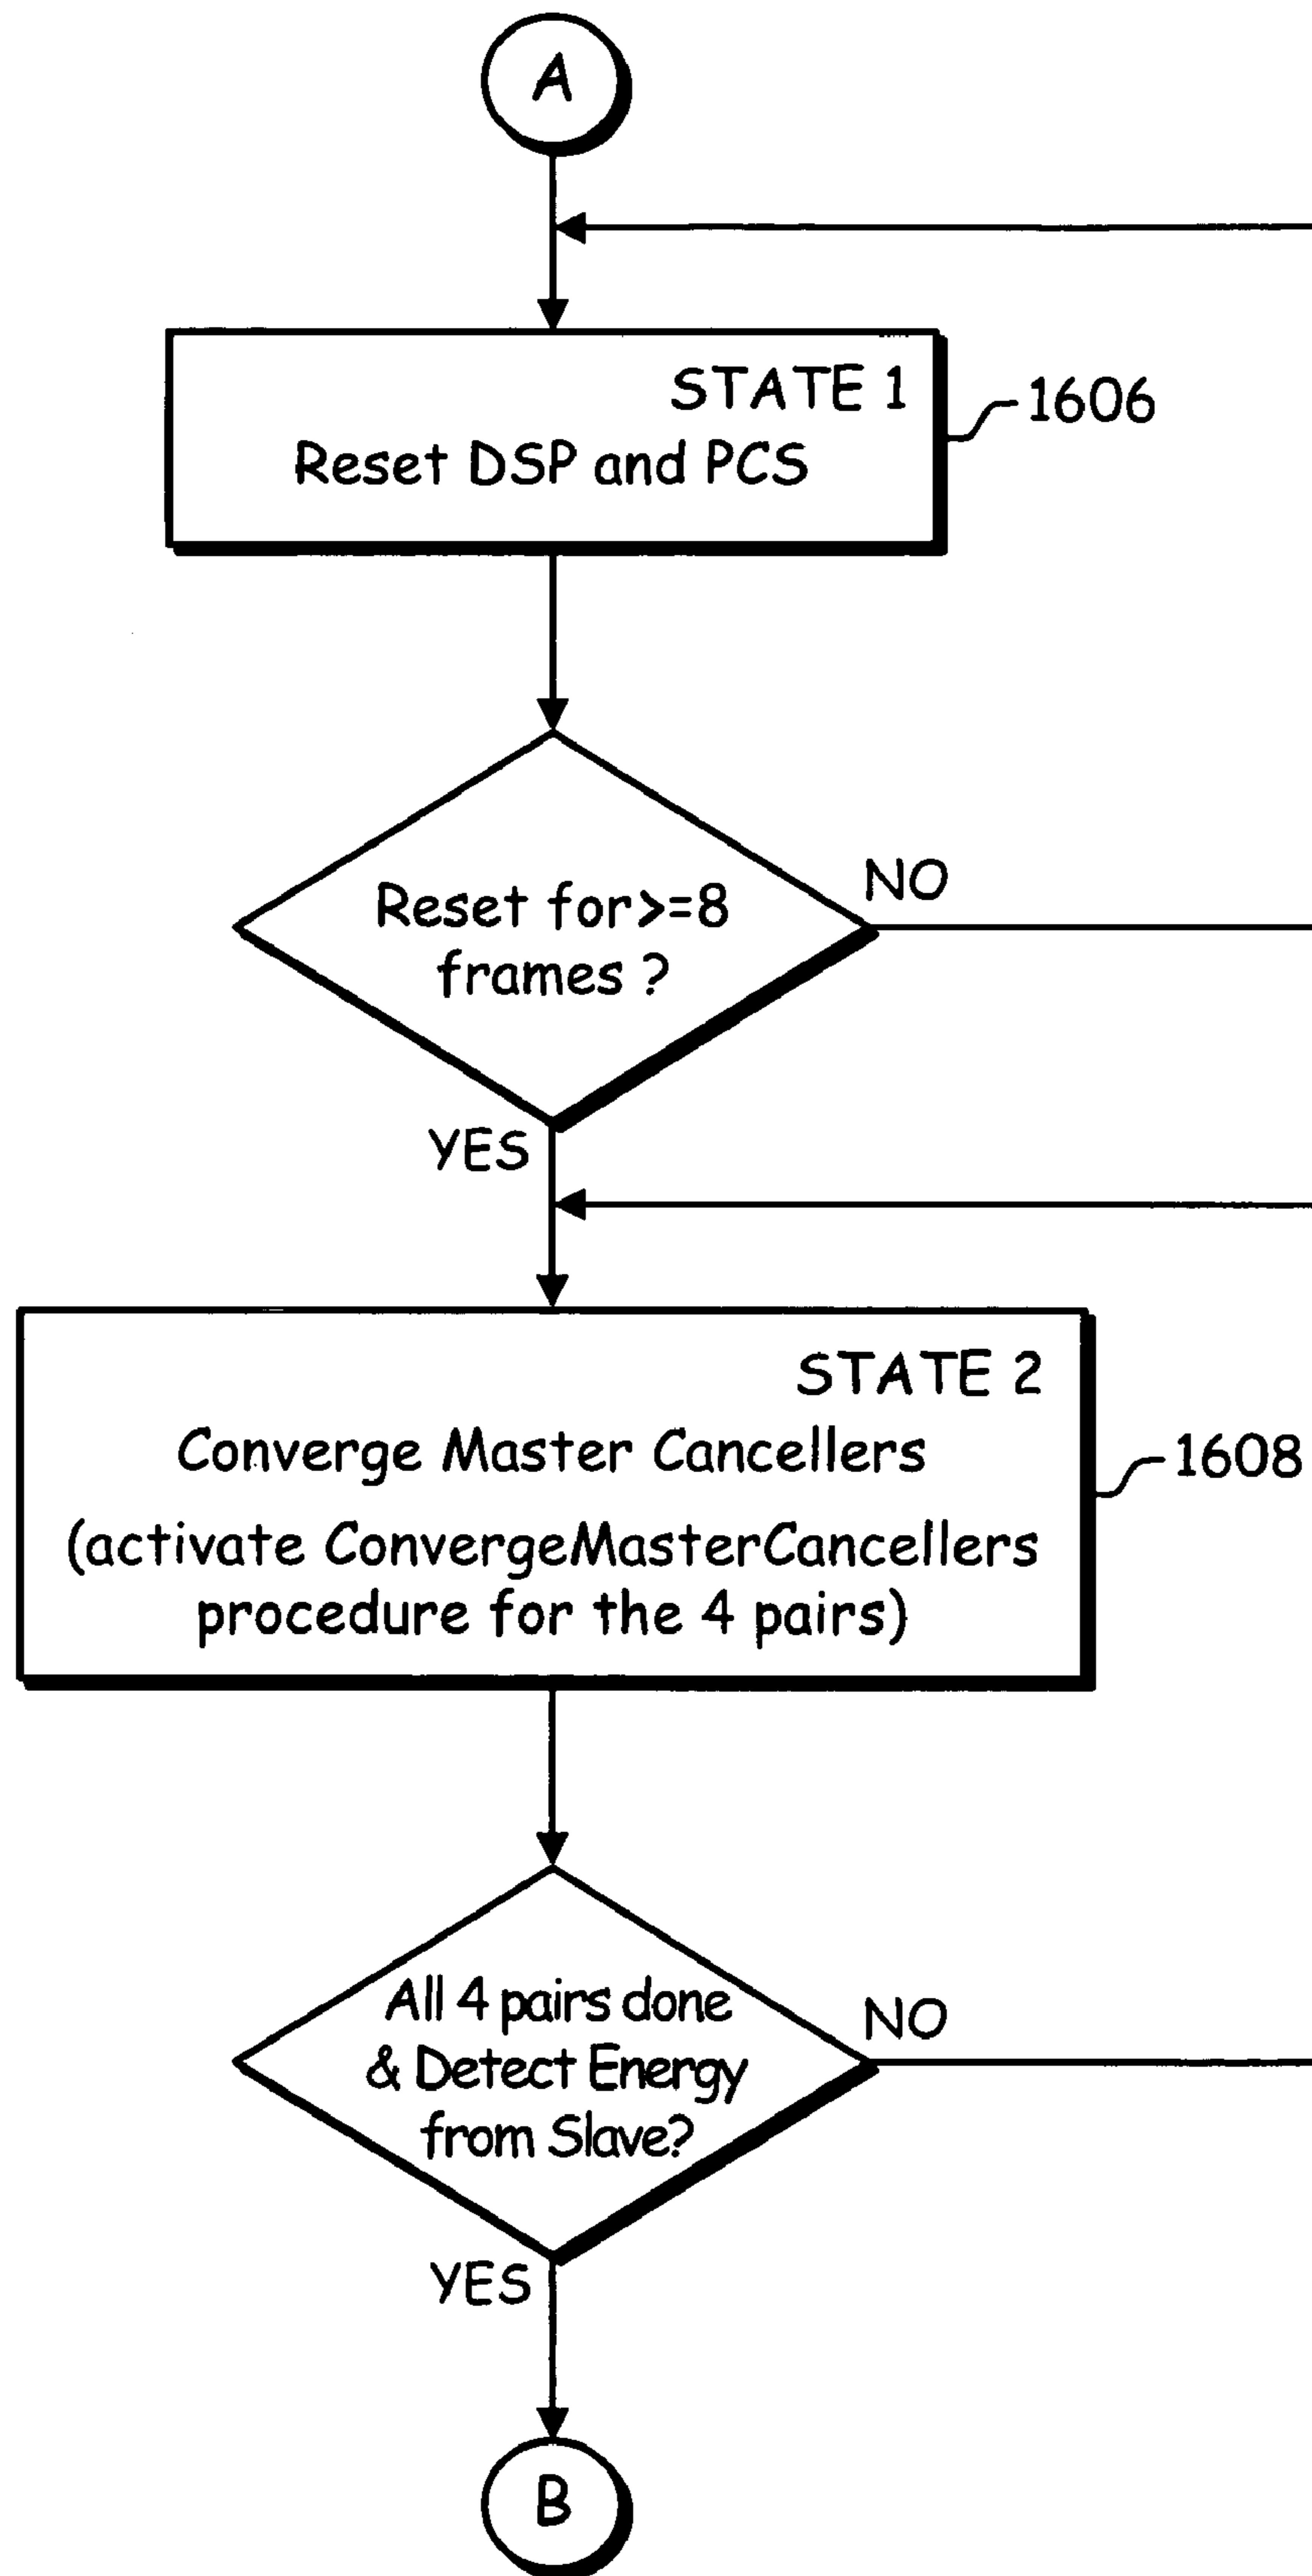 A
STATE 1
1606
Reset DSP and PCS
NO
Reset for>=8
frames ?
YES
STATE 2
Converge Master Cancellers
1608
(activate ConvergeMasterCancellers
procedure for the 4 pairs)
NO
All 4 pairs done
& Detect Energy
from Slave?
YES
B